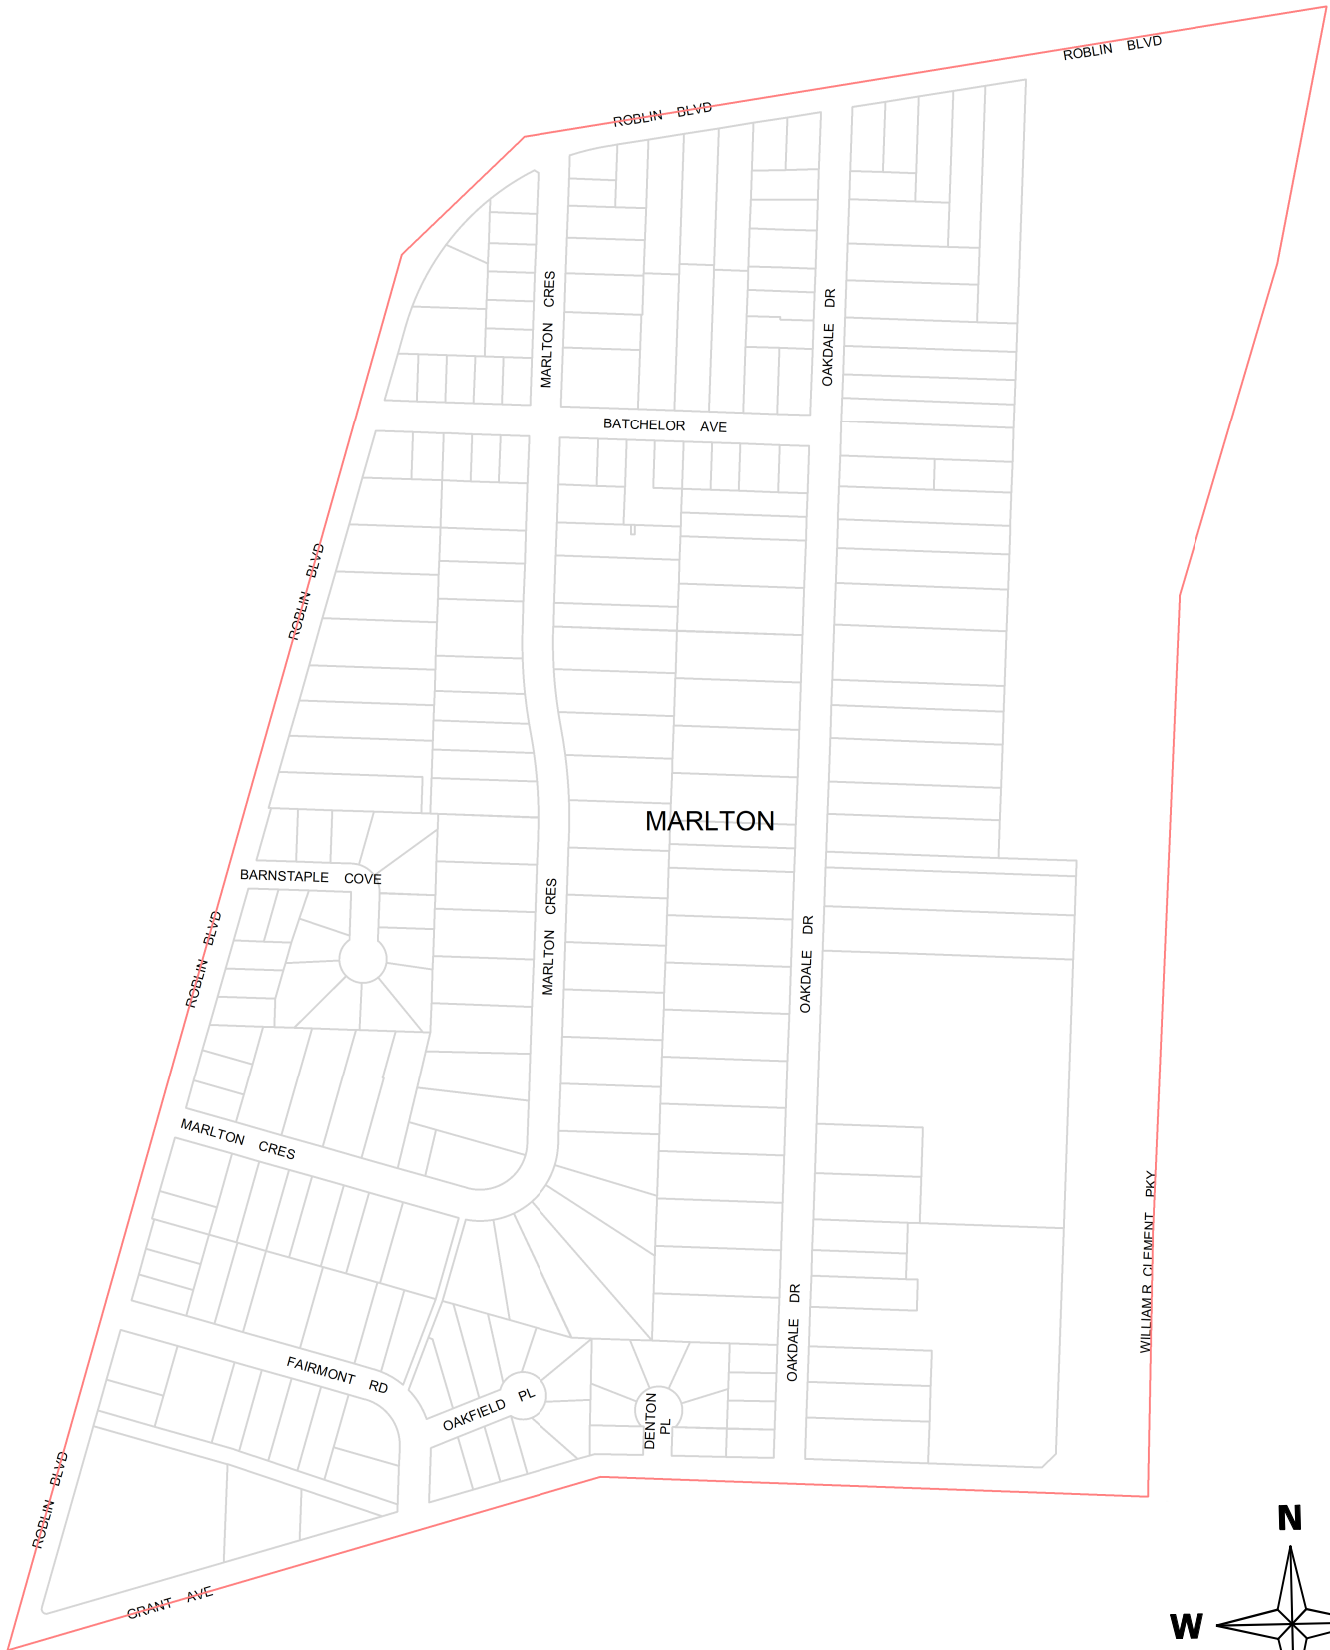 ROBLIN BLVD
ROBLIN BLVD
MARLTON CRES
OAKDALE DR
BATCHELOR AVE
ROBLIN BLVD
MARLTON
BARNSTAPLE COVE
MARLTON CRES
ROBLIN BLVD
OAKDALE DR
MARLTON CRES
WILLIAM R CLEMENT PKY
OAKDALE DR
FAIRMONT RD
OAKFIELD PL
DENTON
PL
ROBLIN BLVD
GRANT AVE
N
W